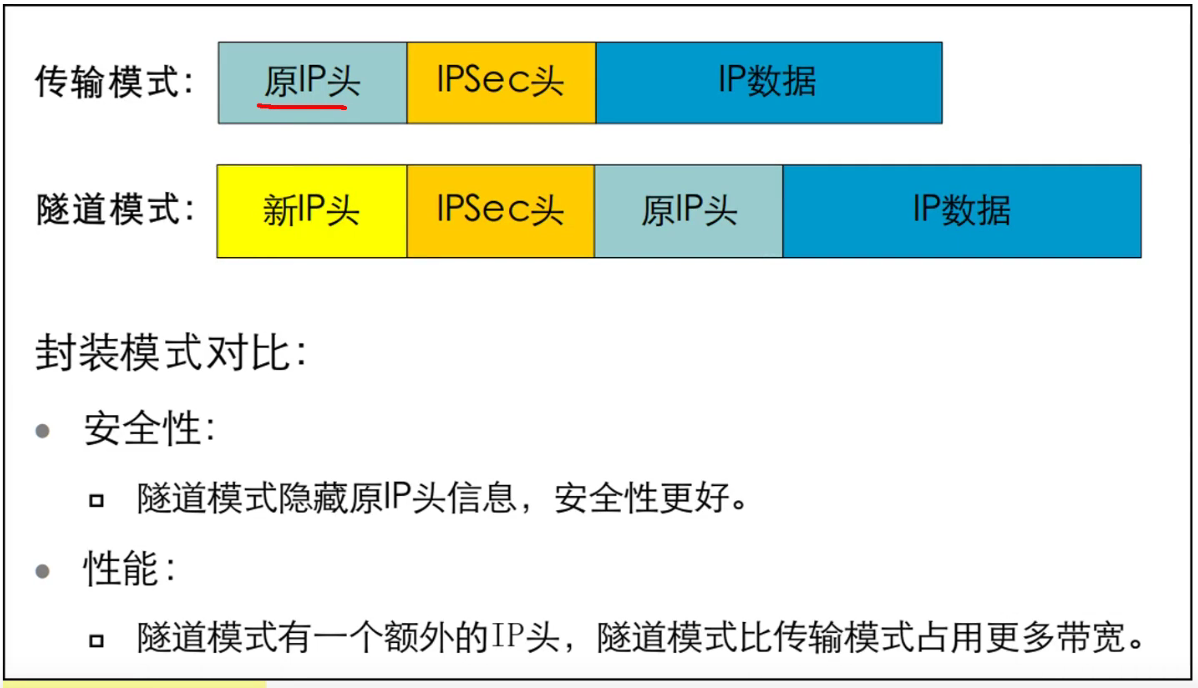 传输模式： 原IP头 IPSec头 IP数据
隧道模式： 新IP头 IPSec头 原IP头 IP数据
封装模式对比：
安全性：
隧道模式隐藏原IP头信息，安全性更好。
性能：
隧道模式有一个额外的IP头，隧道模式比传输模式占用更多带宽。